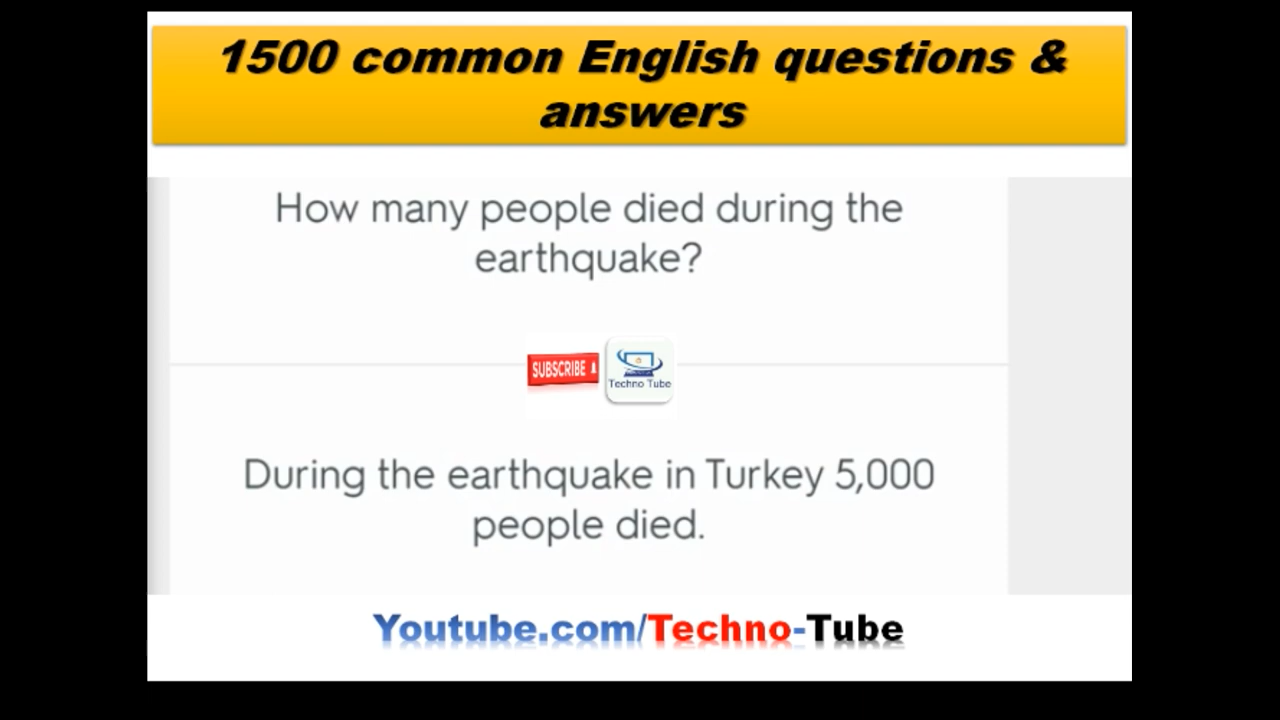 1500 common English questions &
answers
How many people died during the
earthquake?
SUBSCRIBE
Techno Tube
During the earthquake in Turkey 5,000
people died.
Youtube.com/Techno-Tube